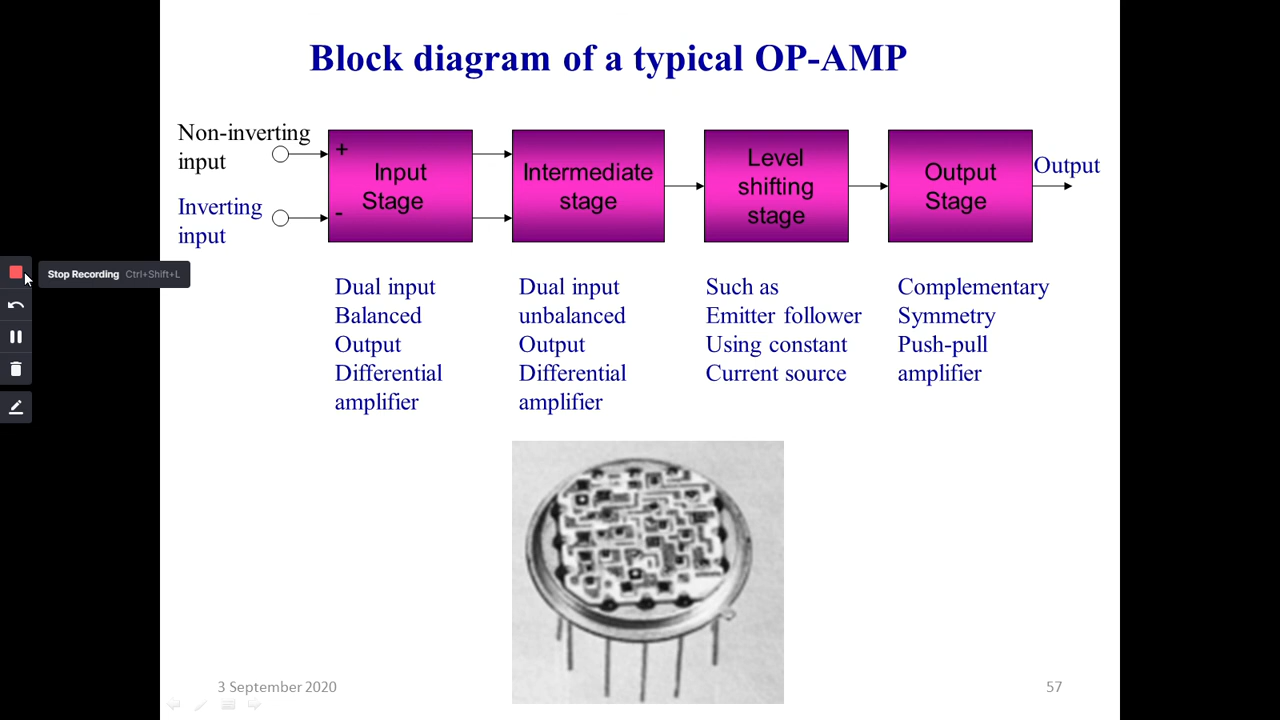 Block diagram of a typical OP-AMP
Non-inverting
input
Inverting
input
+
-
Input
Stage
Intermediate
stage
Level
shifting
stage
Output
Stage
Output
Stop Recording Ctrl+Shift+L
Dual input
Balanced
Output
Differential
amplifier
Dual input
unbalanced
Output
Differential
amplifier
Such as
Emitter follower
Using constant
Current source
Complementary
Symmetry
Push-pull
amplifier
3 September 2020
57